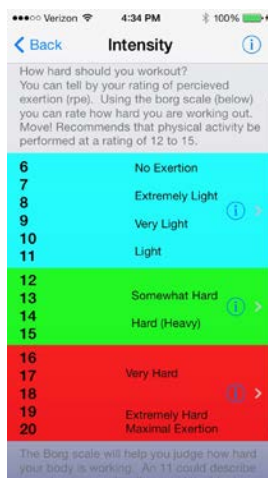 Verizon 4:34 PM 100%
Back Intensity
How hard should you workout?
You can tell by your rating of percieved
exertion (rpe). Using the borg scale (below)
you can rate how hard you are working out.
Move! Recommends that physical activity be
performed at a rating of 12 to 15.
6 No Exertion
7
8 Extremely Light
9 Very Light
10
11 Light
12
13 Somewhat Hard
14
15 Hard (Heavy)
16
17 Very Hard
18
19 Extremely Hard
20 Maximal Exertion
The Borg scale will help you judge how hard
your body is working. An 11 could describe